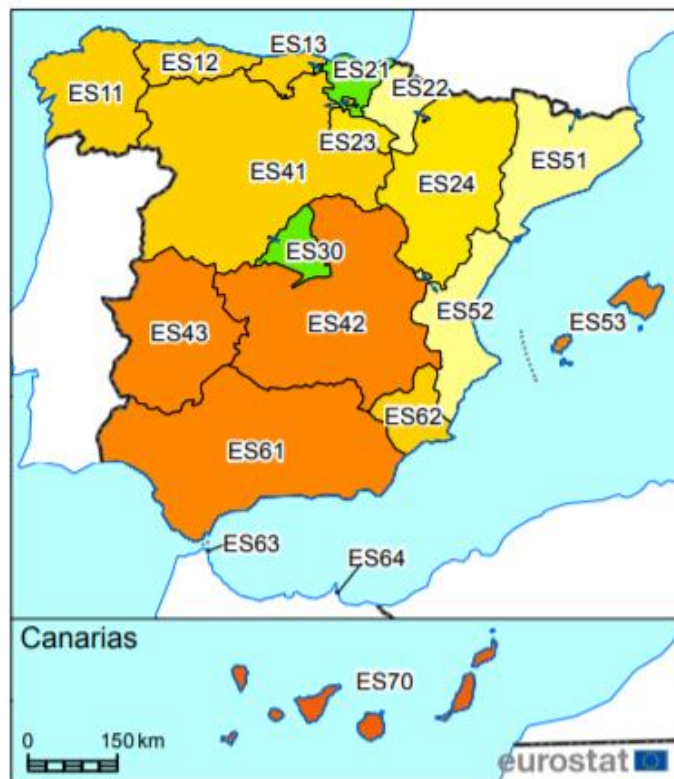 ES13
ES12
ES21
ES11
ES22
ES23
ES51
ES41
ES24
ES30
ES52
ES53
ES43
ES42
ES62
ES61
ES63
ES64
Canarias
ES70
0 150 km
eurostat